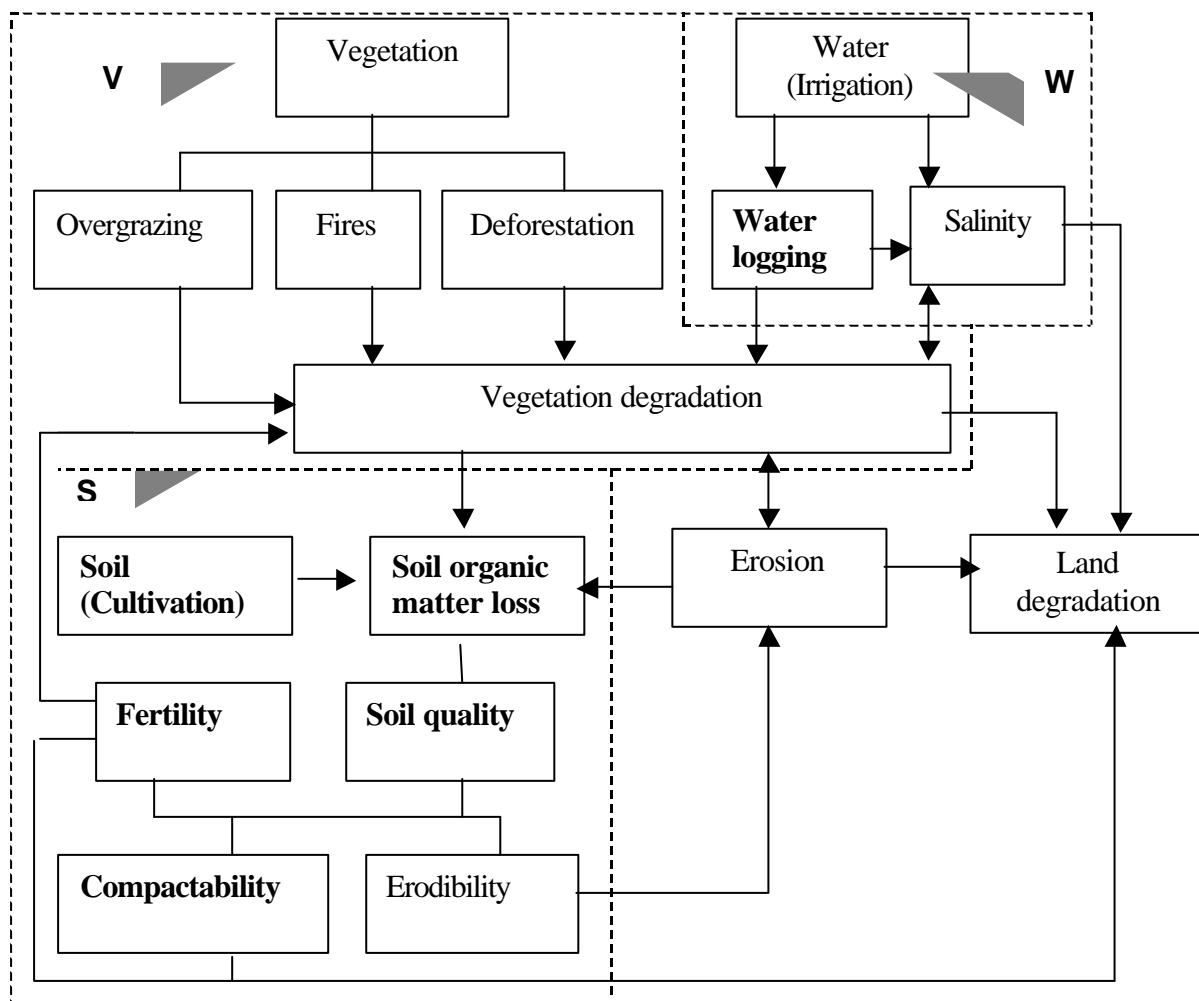 V
Vegetation
Water
(Irrigation)
W
Overgrazing
Fires
Deforestation
Water
logging
Salinity
Vegetation degradation
S
Soil
(Cultivation)
Soil organic
matter loss
Erosion
Land
degradation
Fertility
Soil quality
Compactability
Erodibility